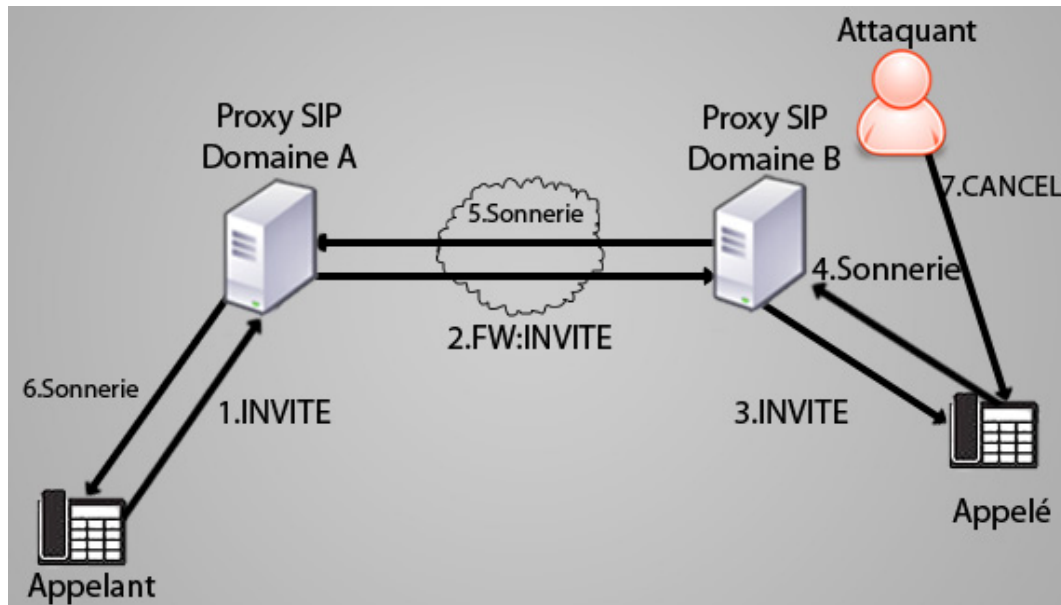 Attaquant
Proxy SIP
Domaine A
Proxy SIP
Domaine B
7.CANCEL
5.Sonnerie
4.Sonnerie
2.FW:INVITE
6.Sonnerie
1.INVITE
3.INVITE
Appelé
Appelant